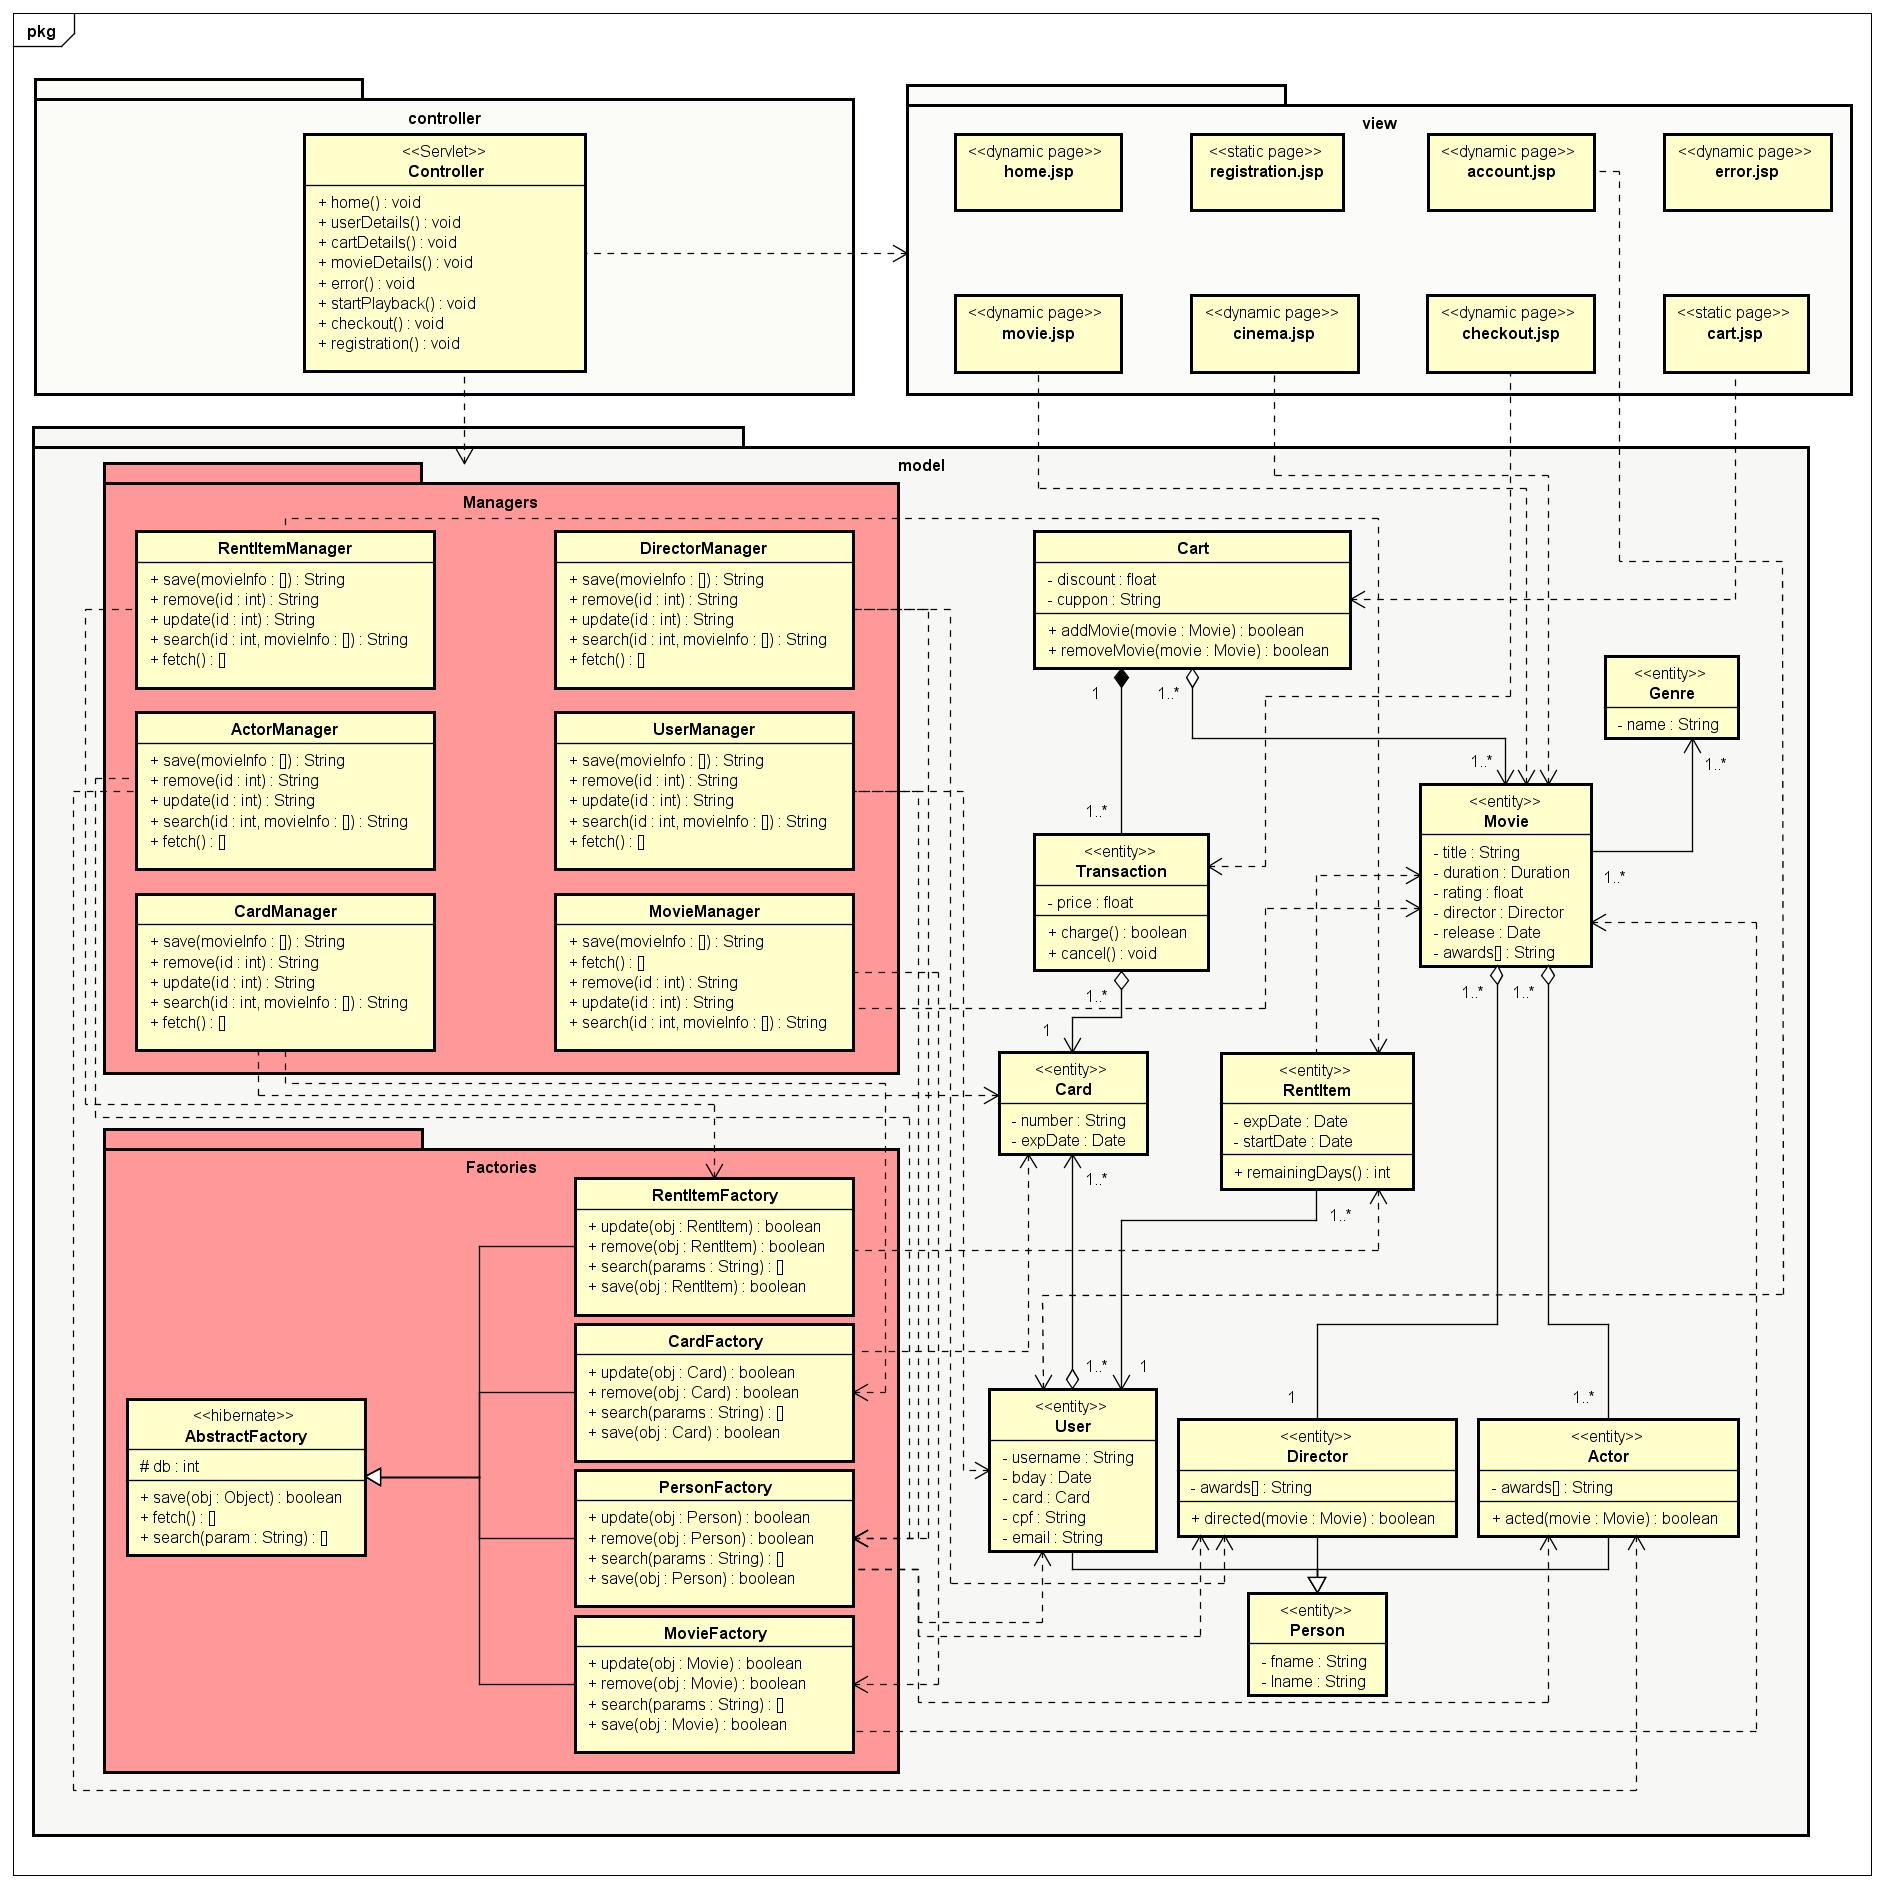 pkg
controller
<<Servlet>>
Controller
+ home() : void
+ userDetails() : void
+ cartDetails() : void
+ movieDetails() : void
+ error() : void
+ startPlayback() : void
+ checkout() : void
+ registration() : void
view
<<dynamic page>>
home.jsp
<<static page>>
registration.jsp
<<dynamic page>>
account.jsp
<<dynamic page>>
error.jsp
<<dynamic page>>
movie.jsp
<<dynamic page>>
cinema.jsp
<<dynamic page>>
checkout.jsp
<<static page>>
cart.jsp
model
Managers
RentItemManager
+ save(movieInfo : []) : String
+ remove(id : int) : String
+ update(id : int) : String
+ search(id : int, movieInfo : []) : String
+ fetch() : []
DirectorManager
+ save(movieInfo : []) : String
+ remove(id : int) : String
+ update(id : int) : String
+ search(id : int, movieInfo : []) : String
+ fetch() : []
ActorManager
+ save(movieInfo : []) : String
+ remove(id : int) : String
+ update(id : int) : String
+ search(id : int, movieInfo : []) : String
+ fetch() : []
UserManager
+ save(movieInfo : []) : String
+ remove(id : int) : String
+ update(id : int) : String
+ search(id : int, movieInfo : []) : String
+ fetch() : []
CardManager
+ save(movieInfo : []) : String
+ remove(id : int) : String
+ update(id : int) : String
+ search(id : int, movieInfo : []) : String
+ fetch() : []
MovieManager
+ save(movieInfo : []) : String
+ fetch() : []
+ remove(id : int) : String
+ update(id : int) : String
+ search(id : int, movieInfo : []) : String
Cart
- discount : float
- cuppon : String
+ addMovie(movie : Movie) : boolean
+ removeMovie(movie : Movie) : boolean
1
1..*
<<entity>>
Genre
- name : String
1..*
1..*
1..*
<<entity>>
Transaction
- price : float
+ charge() : boolean
+ cancel() : void
<<entity>>
Movie
- title : String
- duration : Duration
- rating : float
- director : Director
- release : Date
- awards[] : String
1..*
1..*
1..*
1..*
1
<<entity>>
Card
- number : String
- expDate : Date
<<entity>>
RentItem
- expDate : Date
- startDate : Date
+ remainingDays() : int
1..*
1..*
1..*
1
1
1..*
Factories
RentItemFactory
+ update(obj : RentItem) : boolean
+ remove(obj : RentItem) : boolean
+ search(params : String) : []
+ save(obj : RentItem) : boolean
CardFactory
+ update(obj : Card) : boolean
+ remove(obj : Card) : boolean
+ search(params : String) : []
+ save(obj : Card) : boolean
<<hibernate>>
AbstractFactory
# db : int
+ save(obj : Object) : boolean
+ fetch() : []
+ search(param : String) : []
PersonFactory
+ update(obj : Person) : boolean
+ remove(obj : Person) : boolean
+ search(params : String) : []
+ save(obj : Person) : boolean
MovieFactory
+ update(obj : Movie) : boolean
+ remove(obj : Movie) : boolean
+ search(params : String) : []
+ save(obj : Movie) : boolean
<<entity>>
User
- username : String
- bday : Date
- card : Card
- cpf : String
- email : String
<<entity>>
Director
- awards[] : String
+ directed(movie : Movie) : boolean
<<entity>>
Actor
- awards[] : String
+ acted(movie : Movie) : boolean
<<entity>>
Person
- fname : String
- lname : String